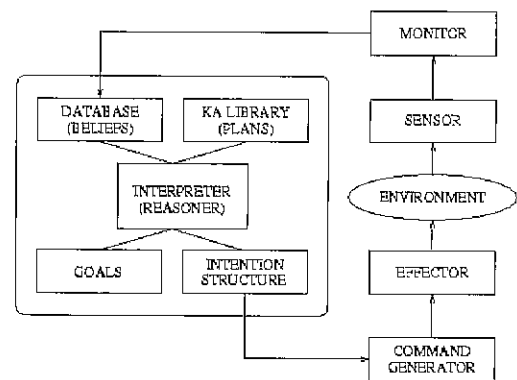 MONITOR
DATABASE
(BELIEFS)
KA LIBRARY
(PLANS)
SENSOR
INTERPRETER
(REASONER)
ENVIRONMENT
GOALS
INTENTION
STRUCTURE
EFFECTOR
COMMAND
GENERATOR